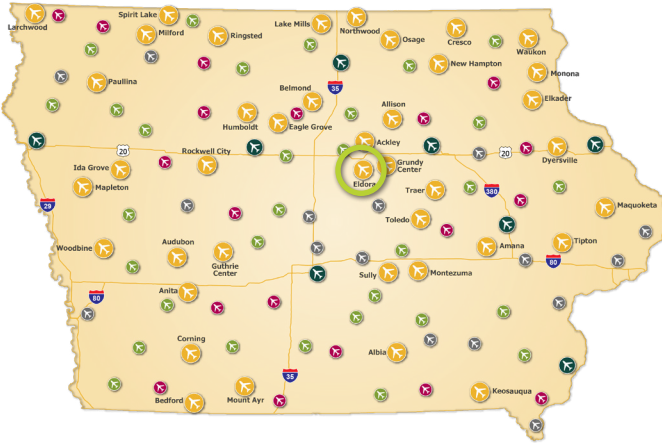 Larchwood
Spirit Lake
Milford
Ringsted
Lake Mills
Northwood
Osage
Cresco
Waukon
New Hampton
Monona
Paullina
Belmond
35
Elkader
Humboldt
Eagle Grove
Allison
Ackley
20
Rockwell City
20
Dyersville
Ida Grove
Grundy
Center
Mapleton
Eldora
Traer
380
29
Maquoketa
Toledo
Woodbine
Audubon
Guthrie
Center
Amana
Tipton
80
Sully
Montezuma
Anita
80
Corning
Albia
35
Bedford
Mount Ayr
Keosauqua